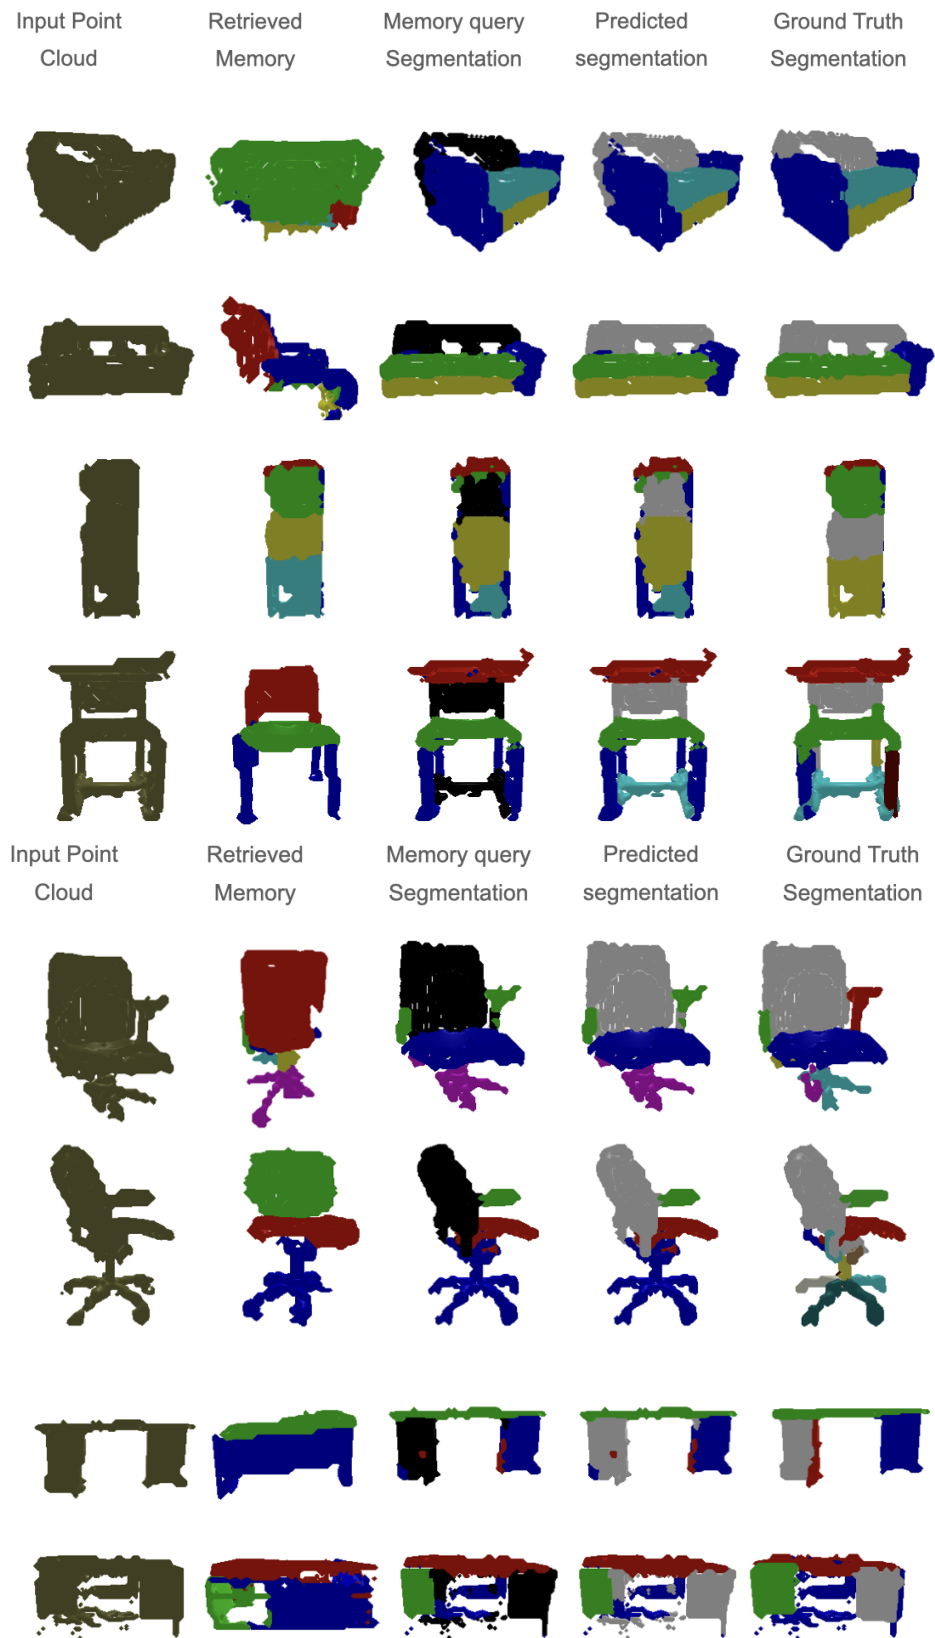 Input Point Retrieved Memory query Predicted Ground Truth
Cloud Memory Segmentation segmentation Segmentation
Input Point Retrieved Memory query Predicted Ground Truth
Cloud Memory Segmentation segmentation Segmentation